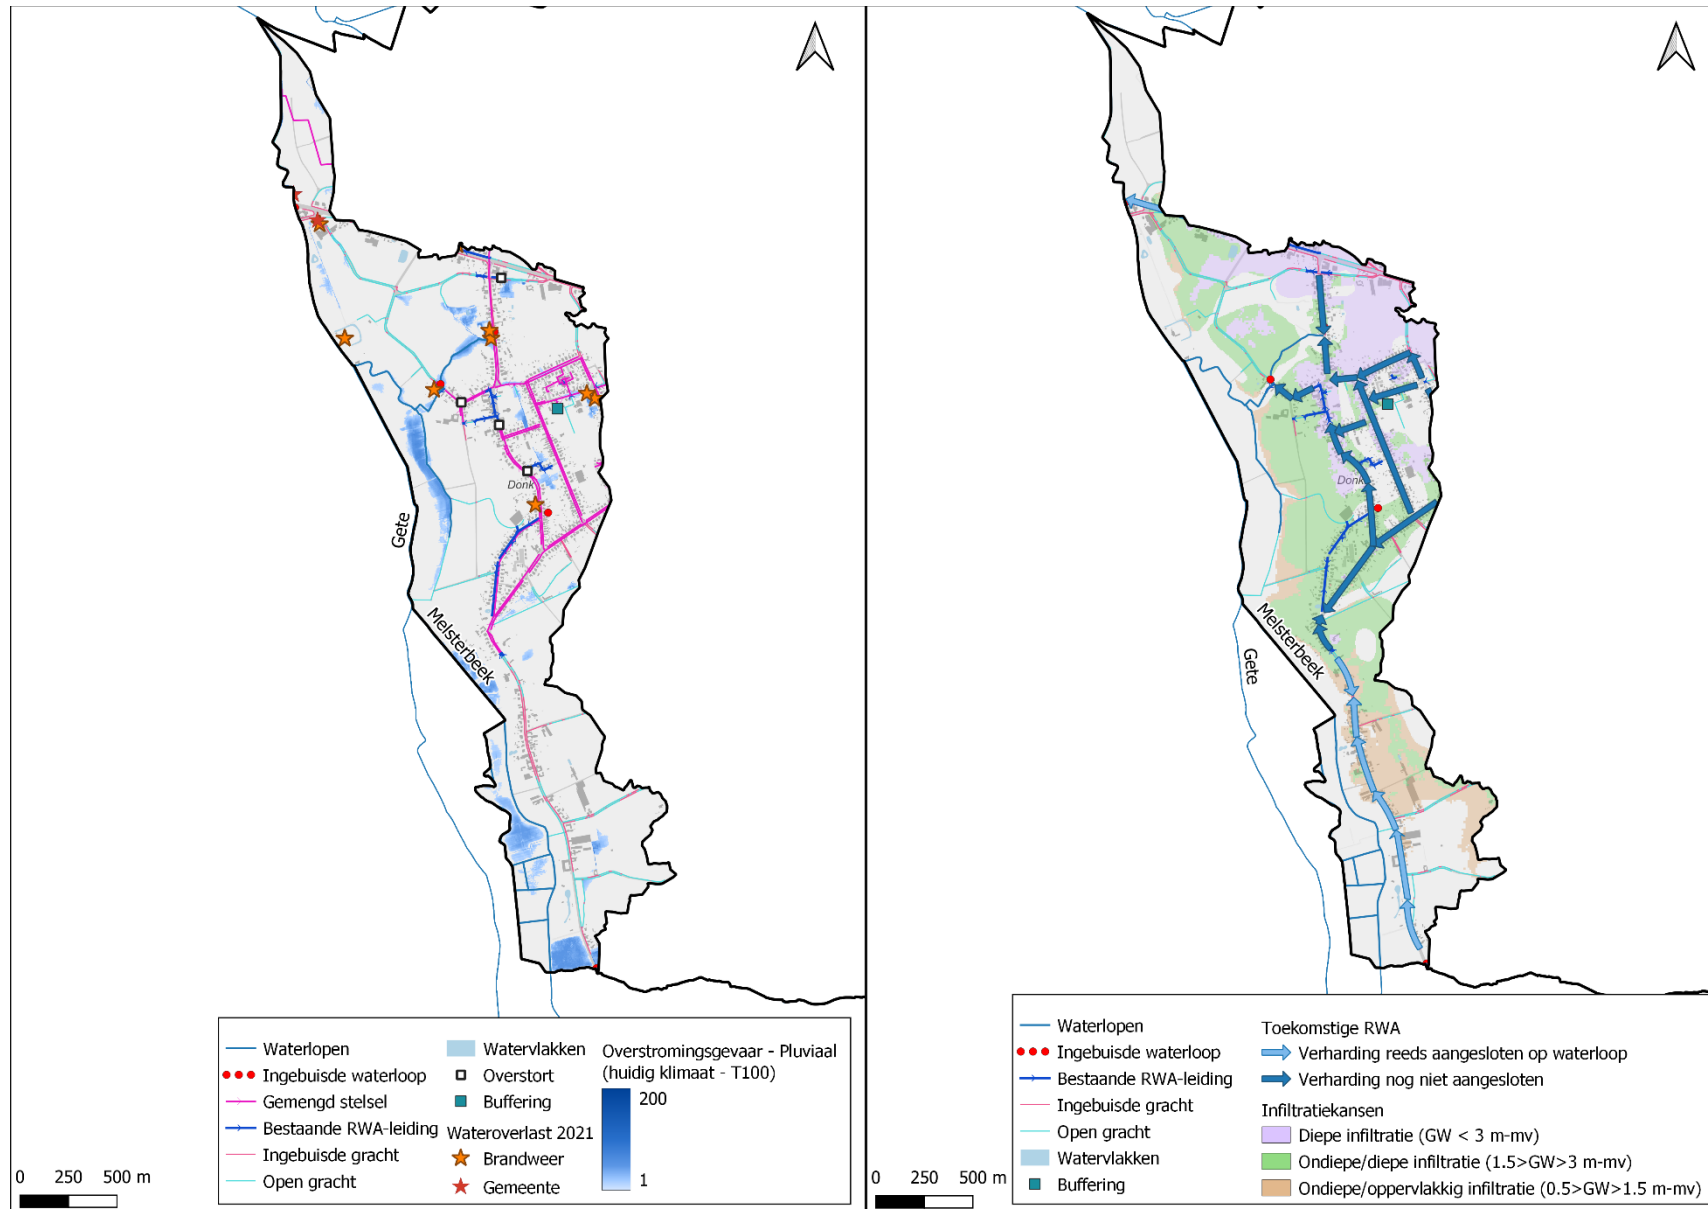 Donk
Gete
Melsterbeek
Waterlopen
Ingebuisde waterloop
Gemengd stelsel
Bestaande RWA-leiding
Ingebuisde gracht
Open gracht
Watervlakken
Overstort
Buffering
Wateroverlast 2021
Brandweer
Gemeente
Overstromingsgevaar - Pluviaal
(huidig klimaat - T100)
200
1
0 250 500 m
Donk
Melsterbeek
Gete
Waterlopen
Ingebuisde waterloop
Bestaande RWA-leiding
Ingebuisde gracht
Open gracht
Watervlakken
Buffering
Toekomstige RWA
Verharding reeds aangesloten op waterloop
Verharding nog niet aangesloten
Infiltratiekansen
Diepe infiltratie (GW < 3 m-mv)
Ondiepe/diepe infiltratie (1.5>GW>3 m-mv)
Ondiepe/oppervlakkig infiltratie (0.5>GW>1.5 m-mv)
0 250 500 m